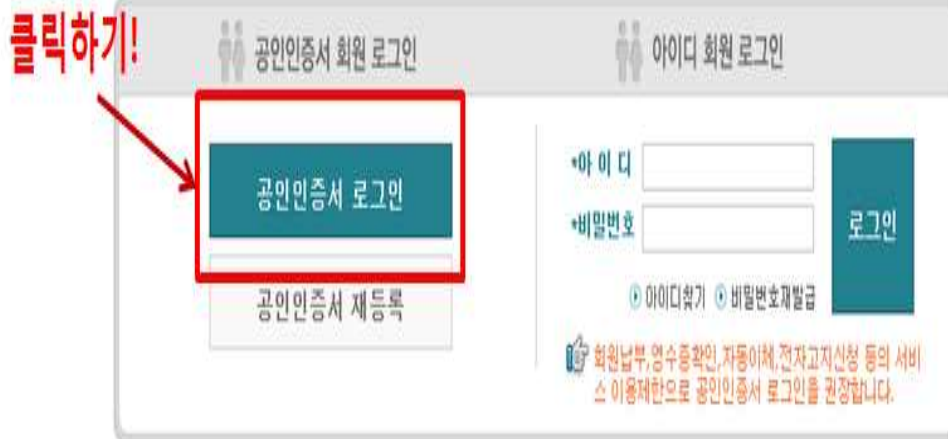 클릭하기!
공인인증서 회원 로그인
아이디 회원 로그인
공인인증서 로그인
공인인증서 재등록
*아 이 디
*비밀번호
로그인
아이디찾기 비밀번호재발급
회원납부,영수증확인,자동이체,전자고지신청 등의 서비
스 이용제한으로 공인인증서 로그인을 권장합니다.